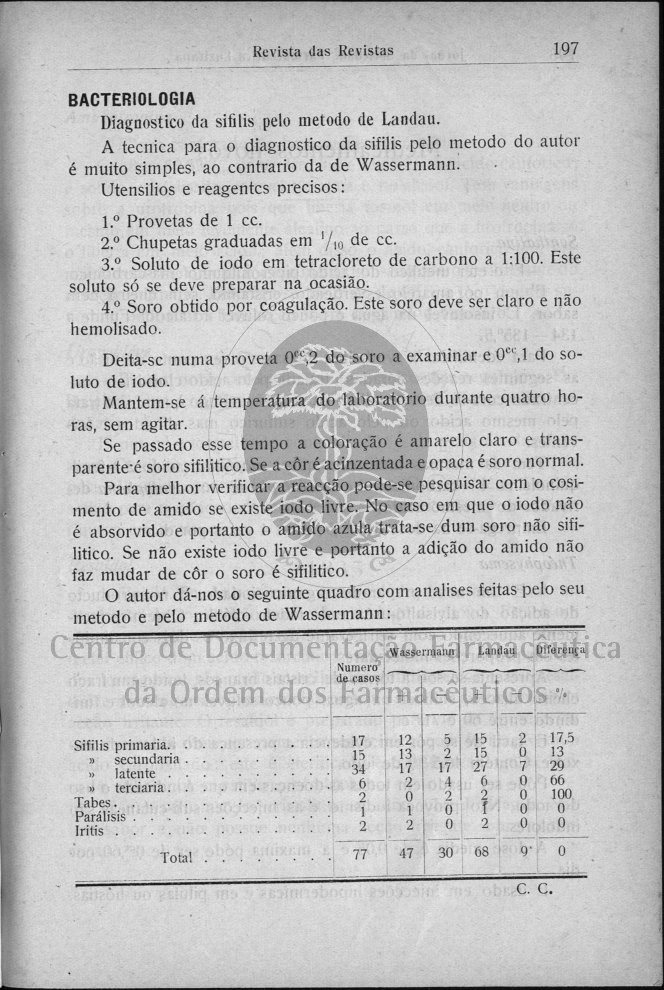 Revista das Revistas 197
BACTERIOLOGIA
Diagnostico da sifilis pelo metodo de Landau.
A tecnica para o diagnostico da sifilis pelo metodo do autor
é muito simples, ao contrario da de Wassermann.
Utensilios e reagentes precisos:
1.º Provetas de 1 cc.
2.º Chupetas graduadas em 1/10 de cc.
3.º Soluto de iodo em tetracloreto de carbono a 1:100. Este
soluto só se deve preparar na ocasião.
4.º Soro obtido por coagulação. Este soro deve ser claro e não
hemolisado.
Deita-se numa proveta 0cc,2 do soro a examinar e 0cc,1 do so-
luto de iodo.
Mantem-se á temperatura do laboratorio durante quatro ho-
ras, sem agitar.
Se passado esse tempo a coloração é amarelo claro e trans-
parente é soro sifilitico. Se a côr é acinzentada e opaca é soro normal.
Para melhor verificar a reacção pode-se pesquisar com o cosi-
mento de amido se existe iodo livre. No caso em que o iodo não
é absorvido e portanto o amido azula trata-se dum soro não sifi-
litico. Se não existe iodo livre e portanto a adição do amido não
faz mudar de côr o soro é sifilitico.
O autor dá-nos o seguinte quadro com analises feitas pelo seu
metodo e pelo metodo de Wassermann:
Centro de Documentação Farmacêutica
da Ordem dos Farmacêuticos
Numero de casos Wassermann Landau Diferença
+ - + - %
Sifilis primaria 17 12 5 15 2 17,5
» secundaria 15 13 2 15 0 13
» latente 34 17 17 27 7 29
» terciaria 6 2 4 6 0 66
Tabes 2 0 2 2 0 100
Parálisis 1 1 0 1 0 0
Iritis 2 2 0 2 0 0
Total 77 47 30 68 9 0
C. C.